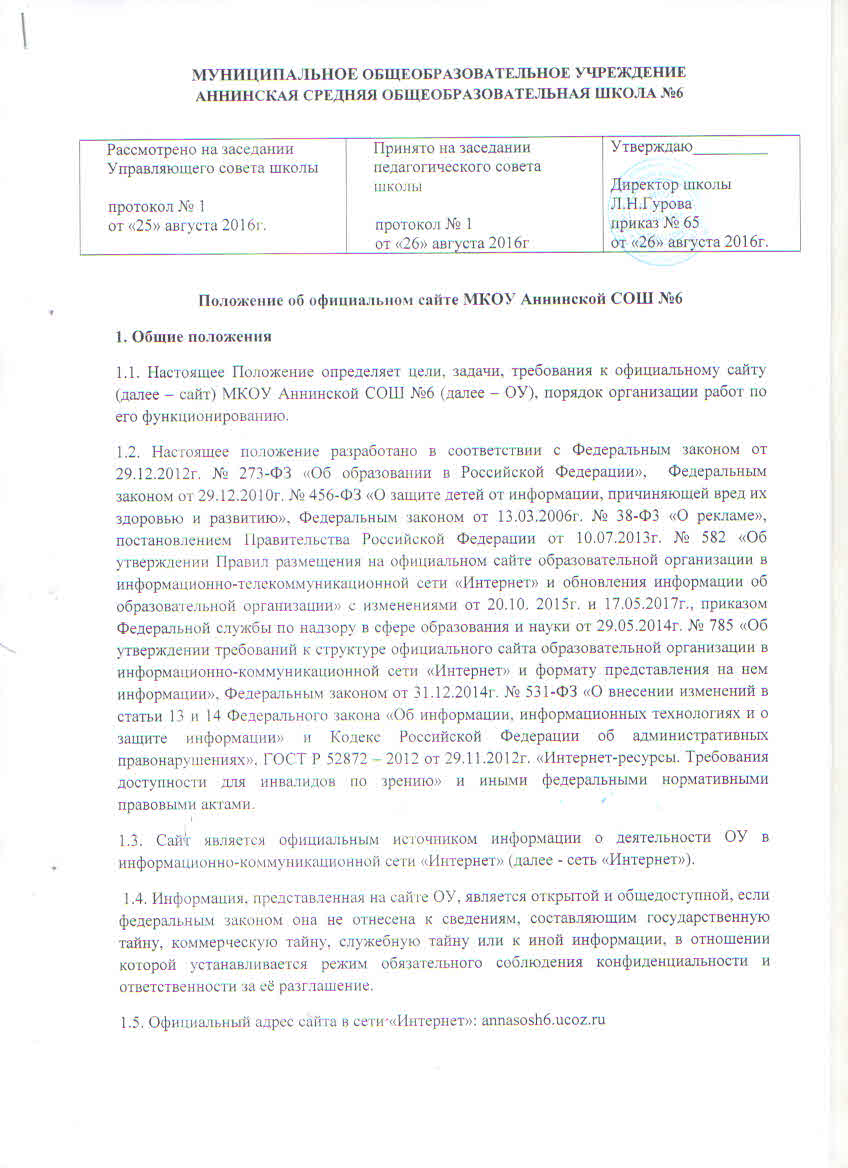 МУНИЦИПАЛЬНОЕ ОБЩЕОБРАЗОВАТЕЛЬНОЕ УЧРЕЖДЕНИЕ
АННИНСКАЯ СРЕДНЯЯ ОБЩЕОБРАЗОВАТЕЛЬНАЯ ШКОЛА №6
Рассмотрено на заседании
Управляющего совета школы
протокол № 1
от «25» августа 2016г.
Принято на заседании
педагогического совета
школы
протокол № 1
от «26» августа 2016г
Утверждаю_________
Директор школы
Л.Н.Гурова
приказ № 65
от «26» августа 2016г.
Положение об официальном сайте МКОУ Аннинской СОШ №6
1. Общие положения
1.1. Настоящее Положение определяет цели, задачи, требования к официальному сайту
(далее – сайт) МКОУ Аннинской СОШ №6 (далее – ОУ), порядок организации работ по
его функционированию.
1.2. Настоящее положение разработано в соответствии с Федеральным законом от
29.12.2012г. № 273-ФЗ «Об образовании в Российской Федерации», Федеральным
законом от 29.12.2010г. № 456-ФЗ «О защите детей от информации, причиняющей вред их
здоровью и развитию», Федеральным законом от 13.03.2006г. № 38-ФЗ «О рекламе»,
постановлением Правительства Российской Федерации от 10.07.2013г. № 582 «Об
утверждении Правил размещения на официальном сайте образовательной организации в
информационно-телекоммуникационной сети «Интернет» и обновления информации об
образовательной организации» с изменениями от 20.10. 2015г. и 17.05.2017г., приказом
Федеральной службы по надзору в сфере образования и науки от 29.05.2014г. № 785 «Об
утверждении требований к структуре официального сайта образовательной организации в
информационно-коммуникационной сети «Интернет» и формату представления на нем
информации», Федеральным законом от 31.12.2014г. № 531-ФЗ «О внесении изменений в
статьи 13 и 14 Федерального закона «Об информации, информационных технологиях и о
защите информации» и Кодекс Российской Федерации об административных
правонарушениях», ГОСТ Р 52872 – 2012 от 29.11.2012г. «Интернет-ресурсы. Требования
доступности для инвалидов по зрению» и иными федеральными нормативными
правовыми актами.
1.3. Сайт является официальным источником информации о деятельности ОУ в
информационно-коммуникационной сети «Интернет» (далее - сеть «Интернет»).
1.4. Информация, представленная на сайте ОУ, является открытой и общедоступной, если
федеральным законом она не отнесена к сведениям, составляющим государственную
тайну, коммерческую тайну, служебную тайну или к иной информации, в отношении
которой устанавливается режим обязательного соблюдения конфиденциальности и
ответственности за её разглашение.
1.5. Официальный адрес сайта в сети «Интернет»: annasosh6.ucoz.ru